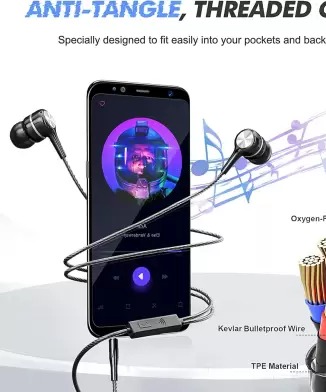 ANTI-TANGLE, THREADED C
Specially designed to fit easily into your pockets and back
Oxygen-F
Kevlar Bulletproof Wire
TPE Material